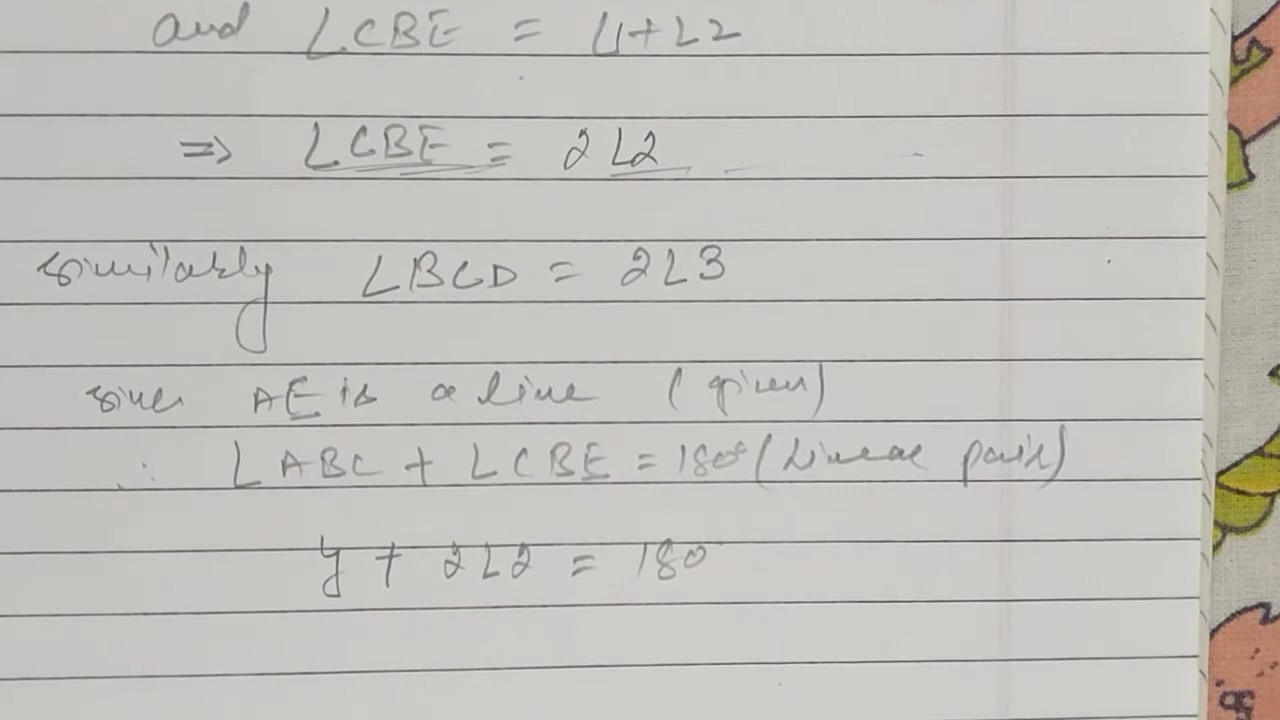 and ∠CBE = ∠1+∠2
=> ∠CBE = 2∠2
similarly ∠BCD = 2∠3
since AE is a line (given)
∴ ∠ABC + ∠CBE = 180° (Linear pair)
y + 2∠2 = 180